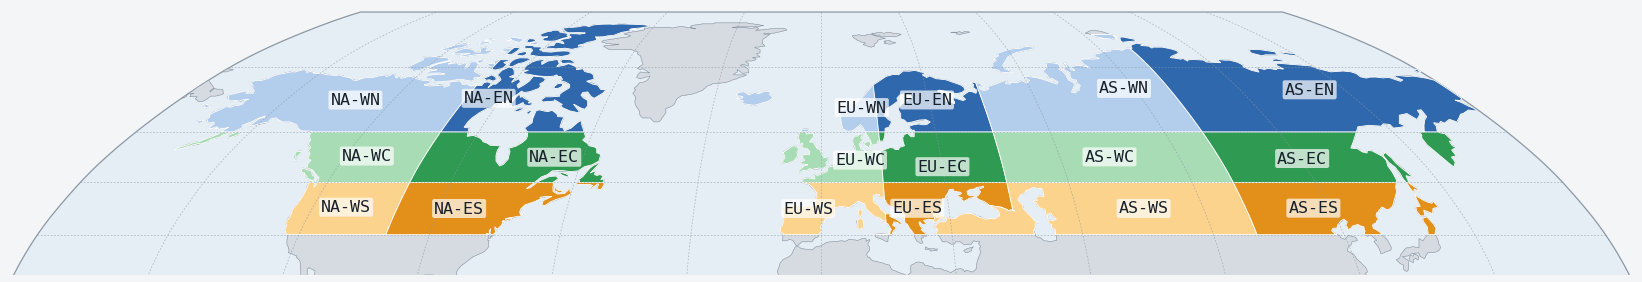 NA-WN
NA-EN
EU-WN
EU-EN
AS-WN
AS-EN
NA-WC
NA-EC
EU-WC
EU-EC
AS-WC
AS-EC
NA-WS
NA-ES
EU-WS
EU-ES
AS-WS
AS-ES